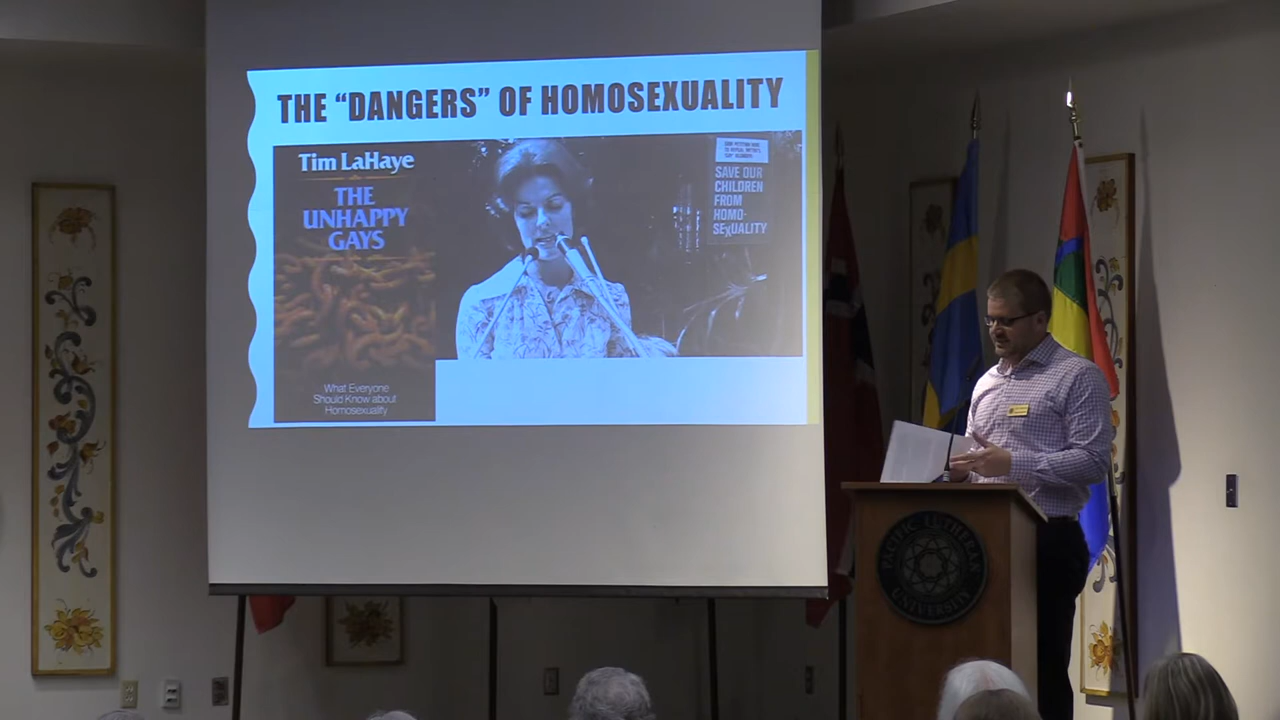 THE “DANGERS” OF HOMOSEXUALITY
Tim LaHaye
THE
UNHAPPY
GAYS
What Everyone
Should Know about
Homosexuality
SAVE OUR
CHILDREN
FROM
HOMO-
SEXUALITY
PACIFIC LUTHERAN
UNIVERSITY